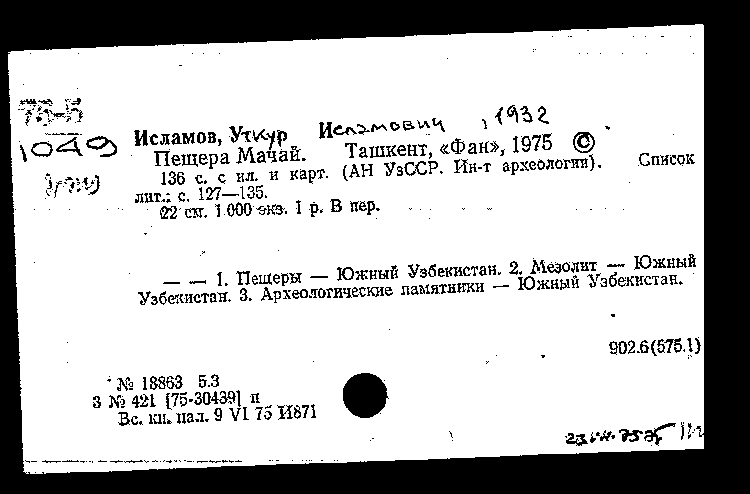 75-5
1049
Исламов, Уткур Исламович, 1932
Пещера Мачай. Ташкент, «Фан», 1975 ©
136 с. с ил. и карт. (АН УзССР. Ин-т археологии). Список
лит.: с. 127—135.
22 см. 1.000 экз. 1 р. В пер.
— — 1. Пещеры — Южный Узбекистан. 2. Мезолит — Южный
Узбекистан. 3. Археологические памятники — Южный Узбекистан.
902.6(575.1)
№ 18863 5.3
3 № 421 [75-30439] п
Вс. кн. пал. 9 VI 75 И871